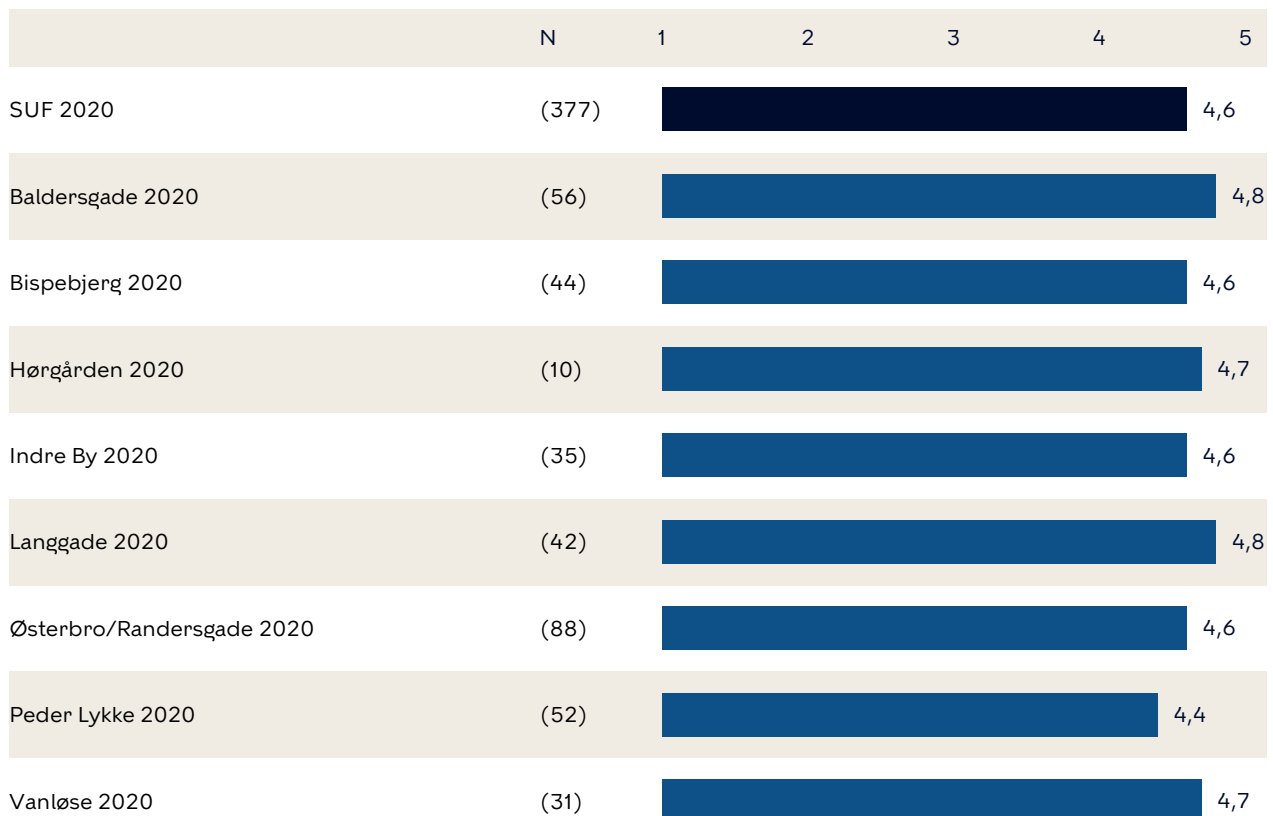 N 1 2 3 4 5
SUF 2020 (377) 4,6
Baldersgade 2020 (56) 4,8
Bispebjerg 2020 (44) 4,6
Hørgården 2020 (10) 4,7
Indre By 2020 (35) 4,6
Langgade 2020 (42) 4,8
Østerbro/Randersgade 2020 (88) 4,6
Peder Lykke 2020 (52) 4,4
Vanløse 2020 (31) 4,7